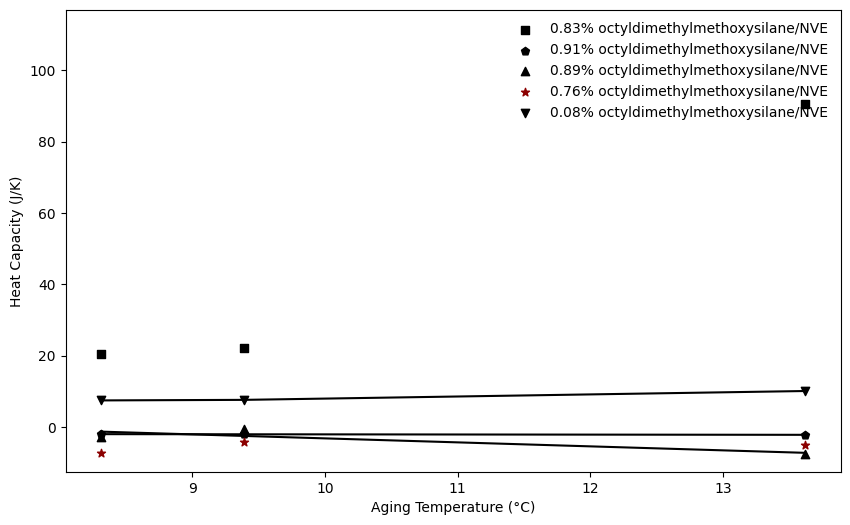 0.83% octyldimethylmethoxysilane/NVE
0.91% octyldimethylmethoxysilane/NVE
0.89% octyldimethylmethoxysilane/NVE
0.76% octyldimethylmethoxysilane/NVE
0.08% octyldimethylmethoxysilane/NVE
100
80
60
40
20
0
Heat Capacity (J/K)
9 10 11 12 13
Aging Temperature (°C)